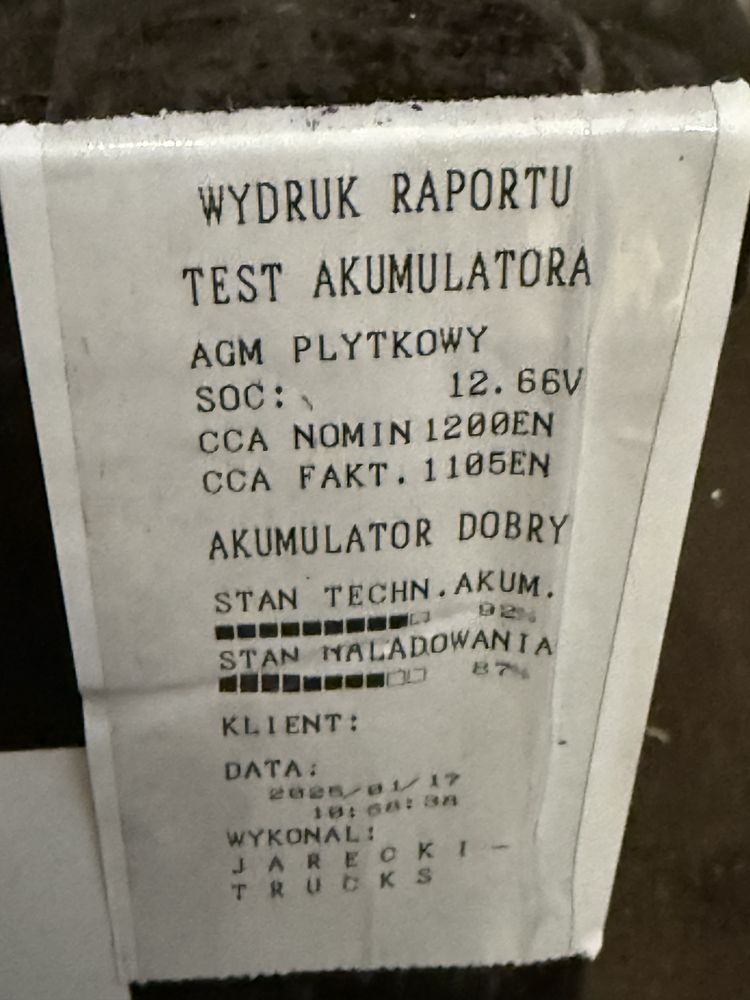 WYDRUK RAPORTU
TEST AKUMULATORA
AGM PLYTKOWY
SOC: 12.66V
CCA NOMIN 1200EN
CCA FAKT. 1105EN
AKUMULATOR DOBRY
STAN TECHN.AKUM.
92%
STAN NALADOWANIA
87%
KLIENT:
DATA:
WYKONAL:
JARECKI-
TRUCKS